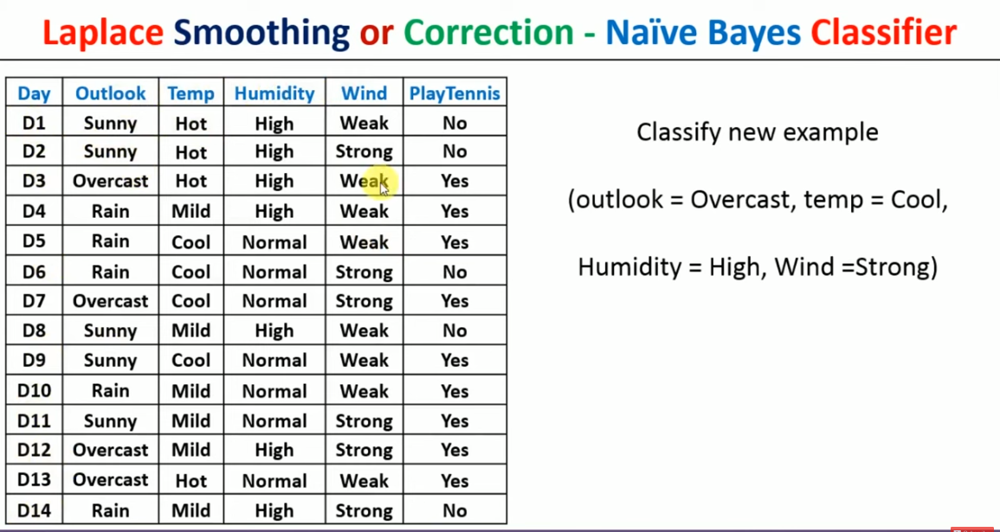 Laplace Smoothing or Correction - Naïve Bayes Classifier
Day Outlook Temp Humidity Wind PlayTennis
D1 Sunny Hot High Weak No
D2 Sunny Hot High Strong No
D3 Overcast Hot High Weak Yes
D4 Rain Mild High Weak Yes
D5 Rain Cool Normal Weak Yes
D6 Rain Cool Normal Strong No
D7 Overcast Cool Normal Strong Yes
D8 Sunny Mild High Weak No
D9 Sunny Cool Normal Weak Yes
D10 Rain Mild Normal Weak Yes
D11 Sunny Mild Normal Strong Yes
D12 Overcast Mild High Strong Yes
D13 Overcast Hot Normal Weak Yes
D14 Rain Mild High Strong No
Classify new example
(outlook = Overcast, temp = Cool,
Humidity = High, Wind =Strong)